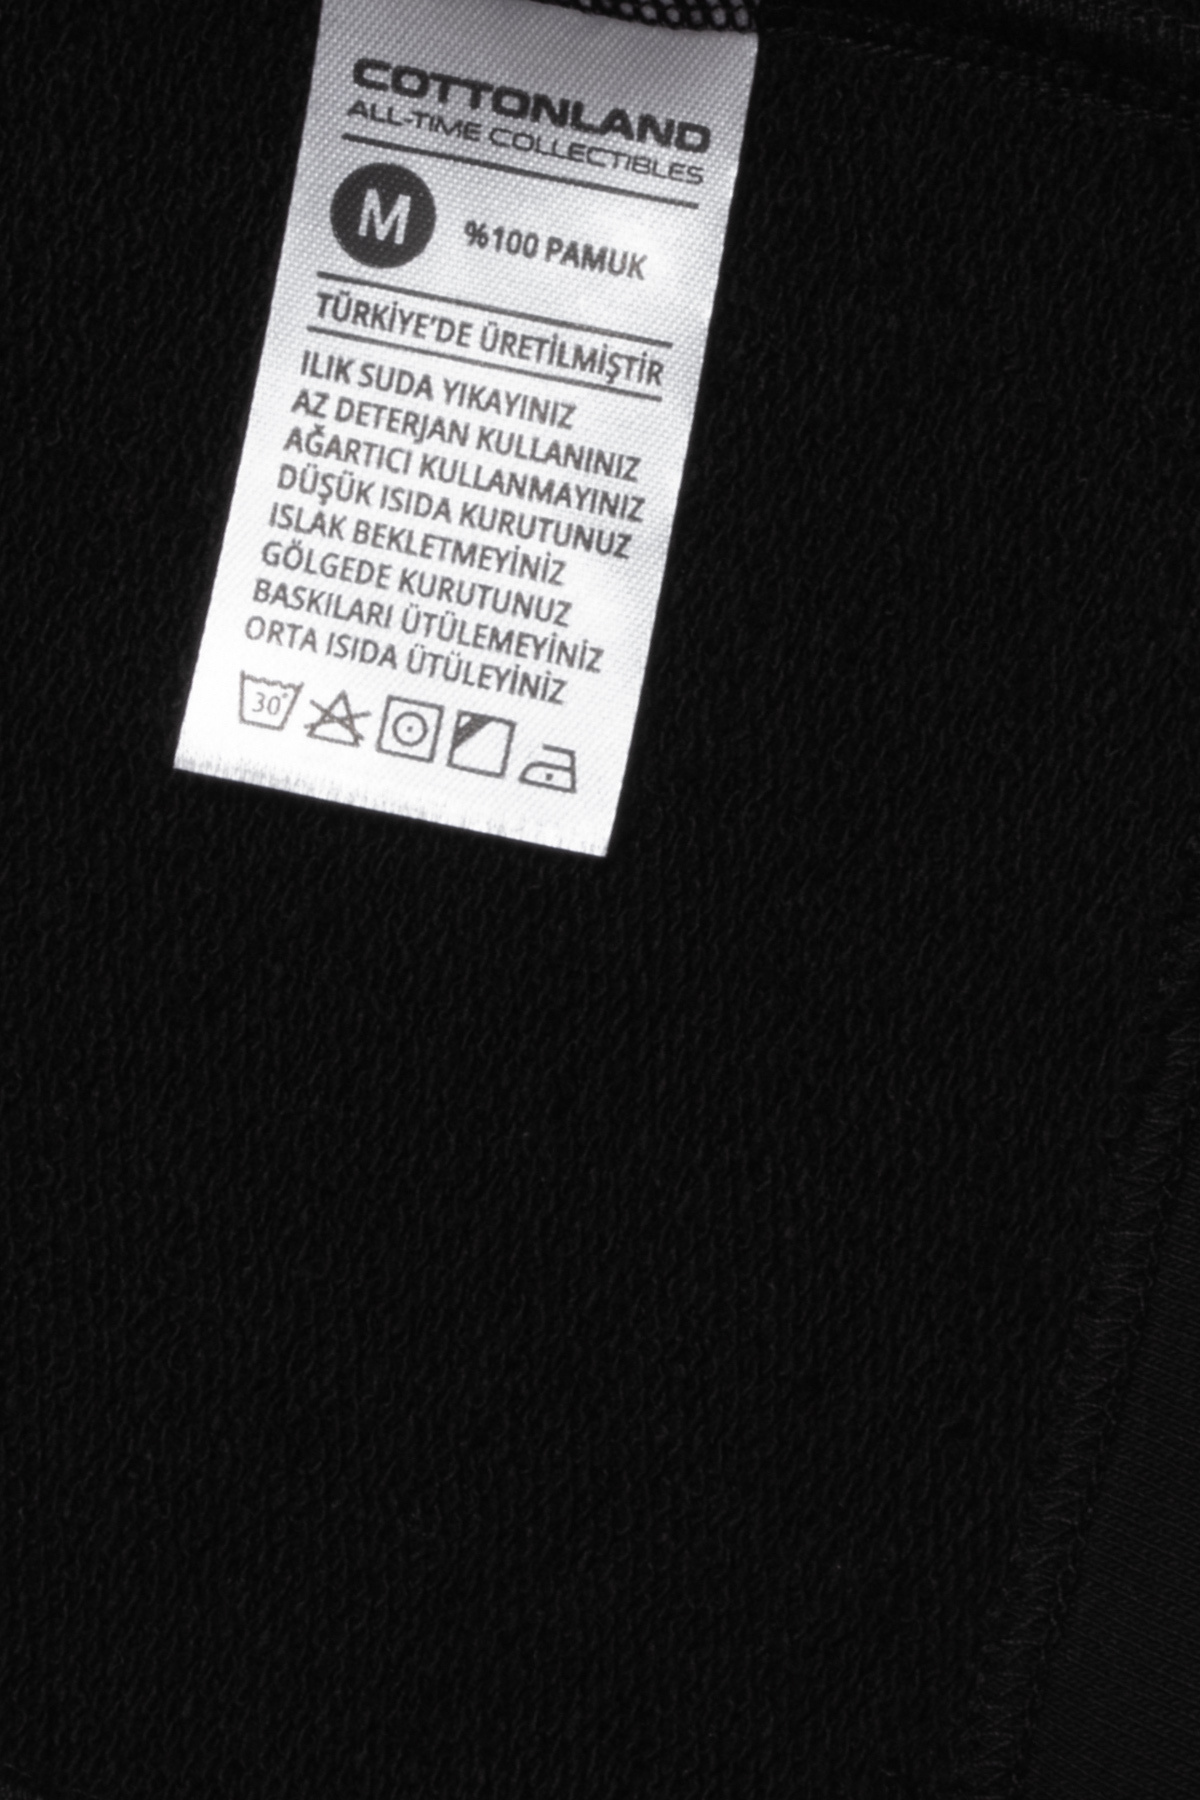 COTTONLAND
ALL-TIME COLLECTIBLES
M
%100 PAMUK
TÜRKİYE'DE ÜRETİLMİŞTİR
ILIK SUDA YIKAYINIZ
AZ DETERJAN KULLANINIZ
AĞARTICI KULLANMAYINIZ
DÜŞÜK ISIDA KURUTUNUZ
ISLAK BEKLETMEYİNİZ
GÖLGEDE KURUTUNUZ
BASKILARI ÜTÜLEMEYİNİZ
ORTA ISIDA ÜTÜLEYİNİZ
30°